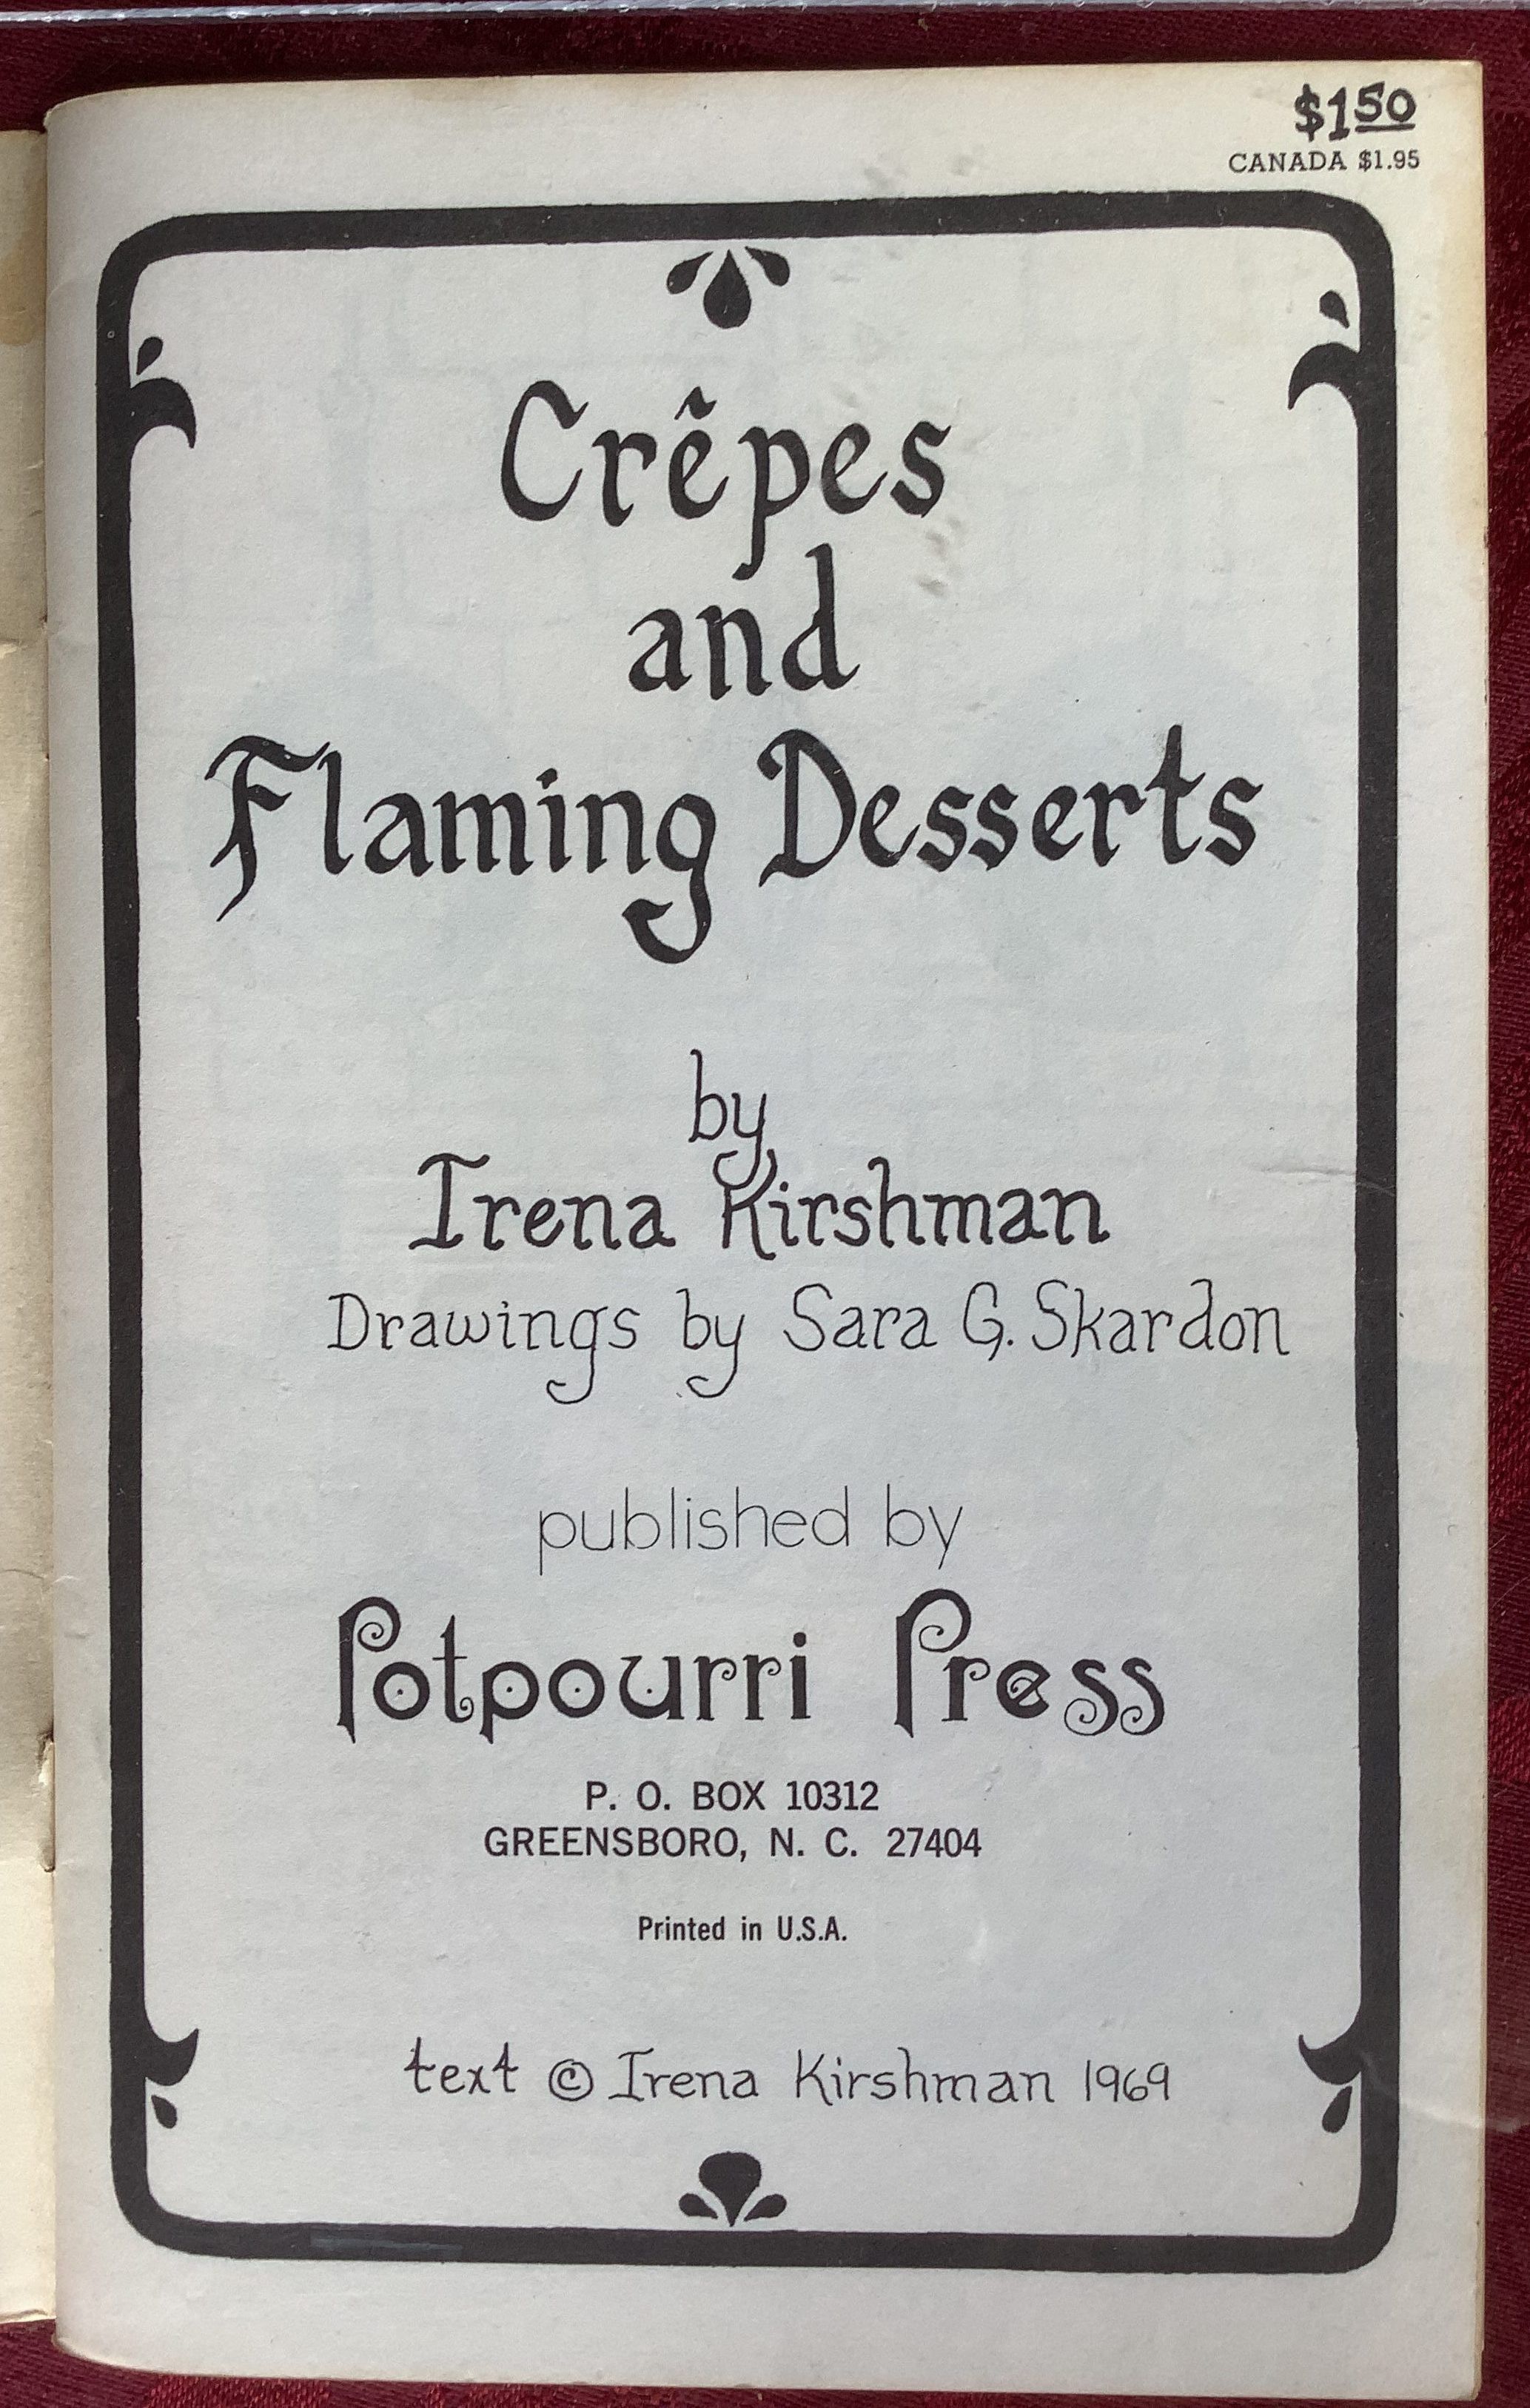 $1.50
CANADA $1.95
Crêpes
and
Flaming Desserts
by
Irena Kirshman
Drawings by Sara G. Skardon
published by
Potpourri Press
P. O. BOX 10312
GREENSBORO, N. C. 27404
Printed in U.S.A.
text © Irena Kirshman 1969